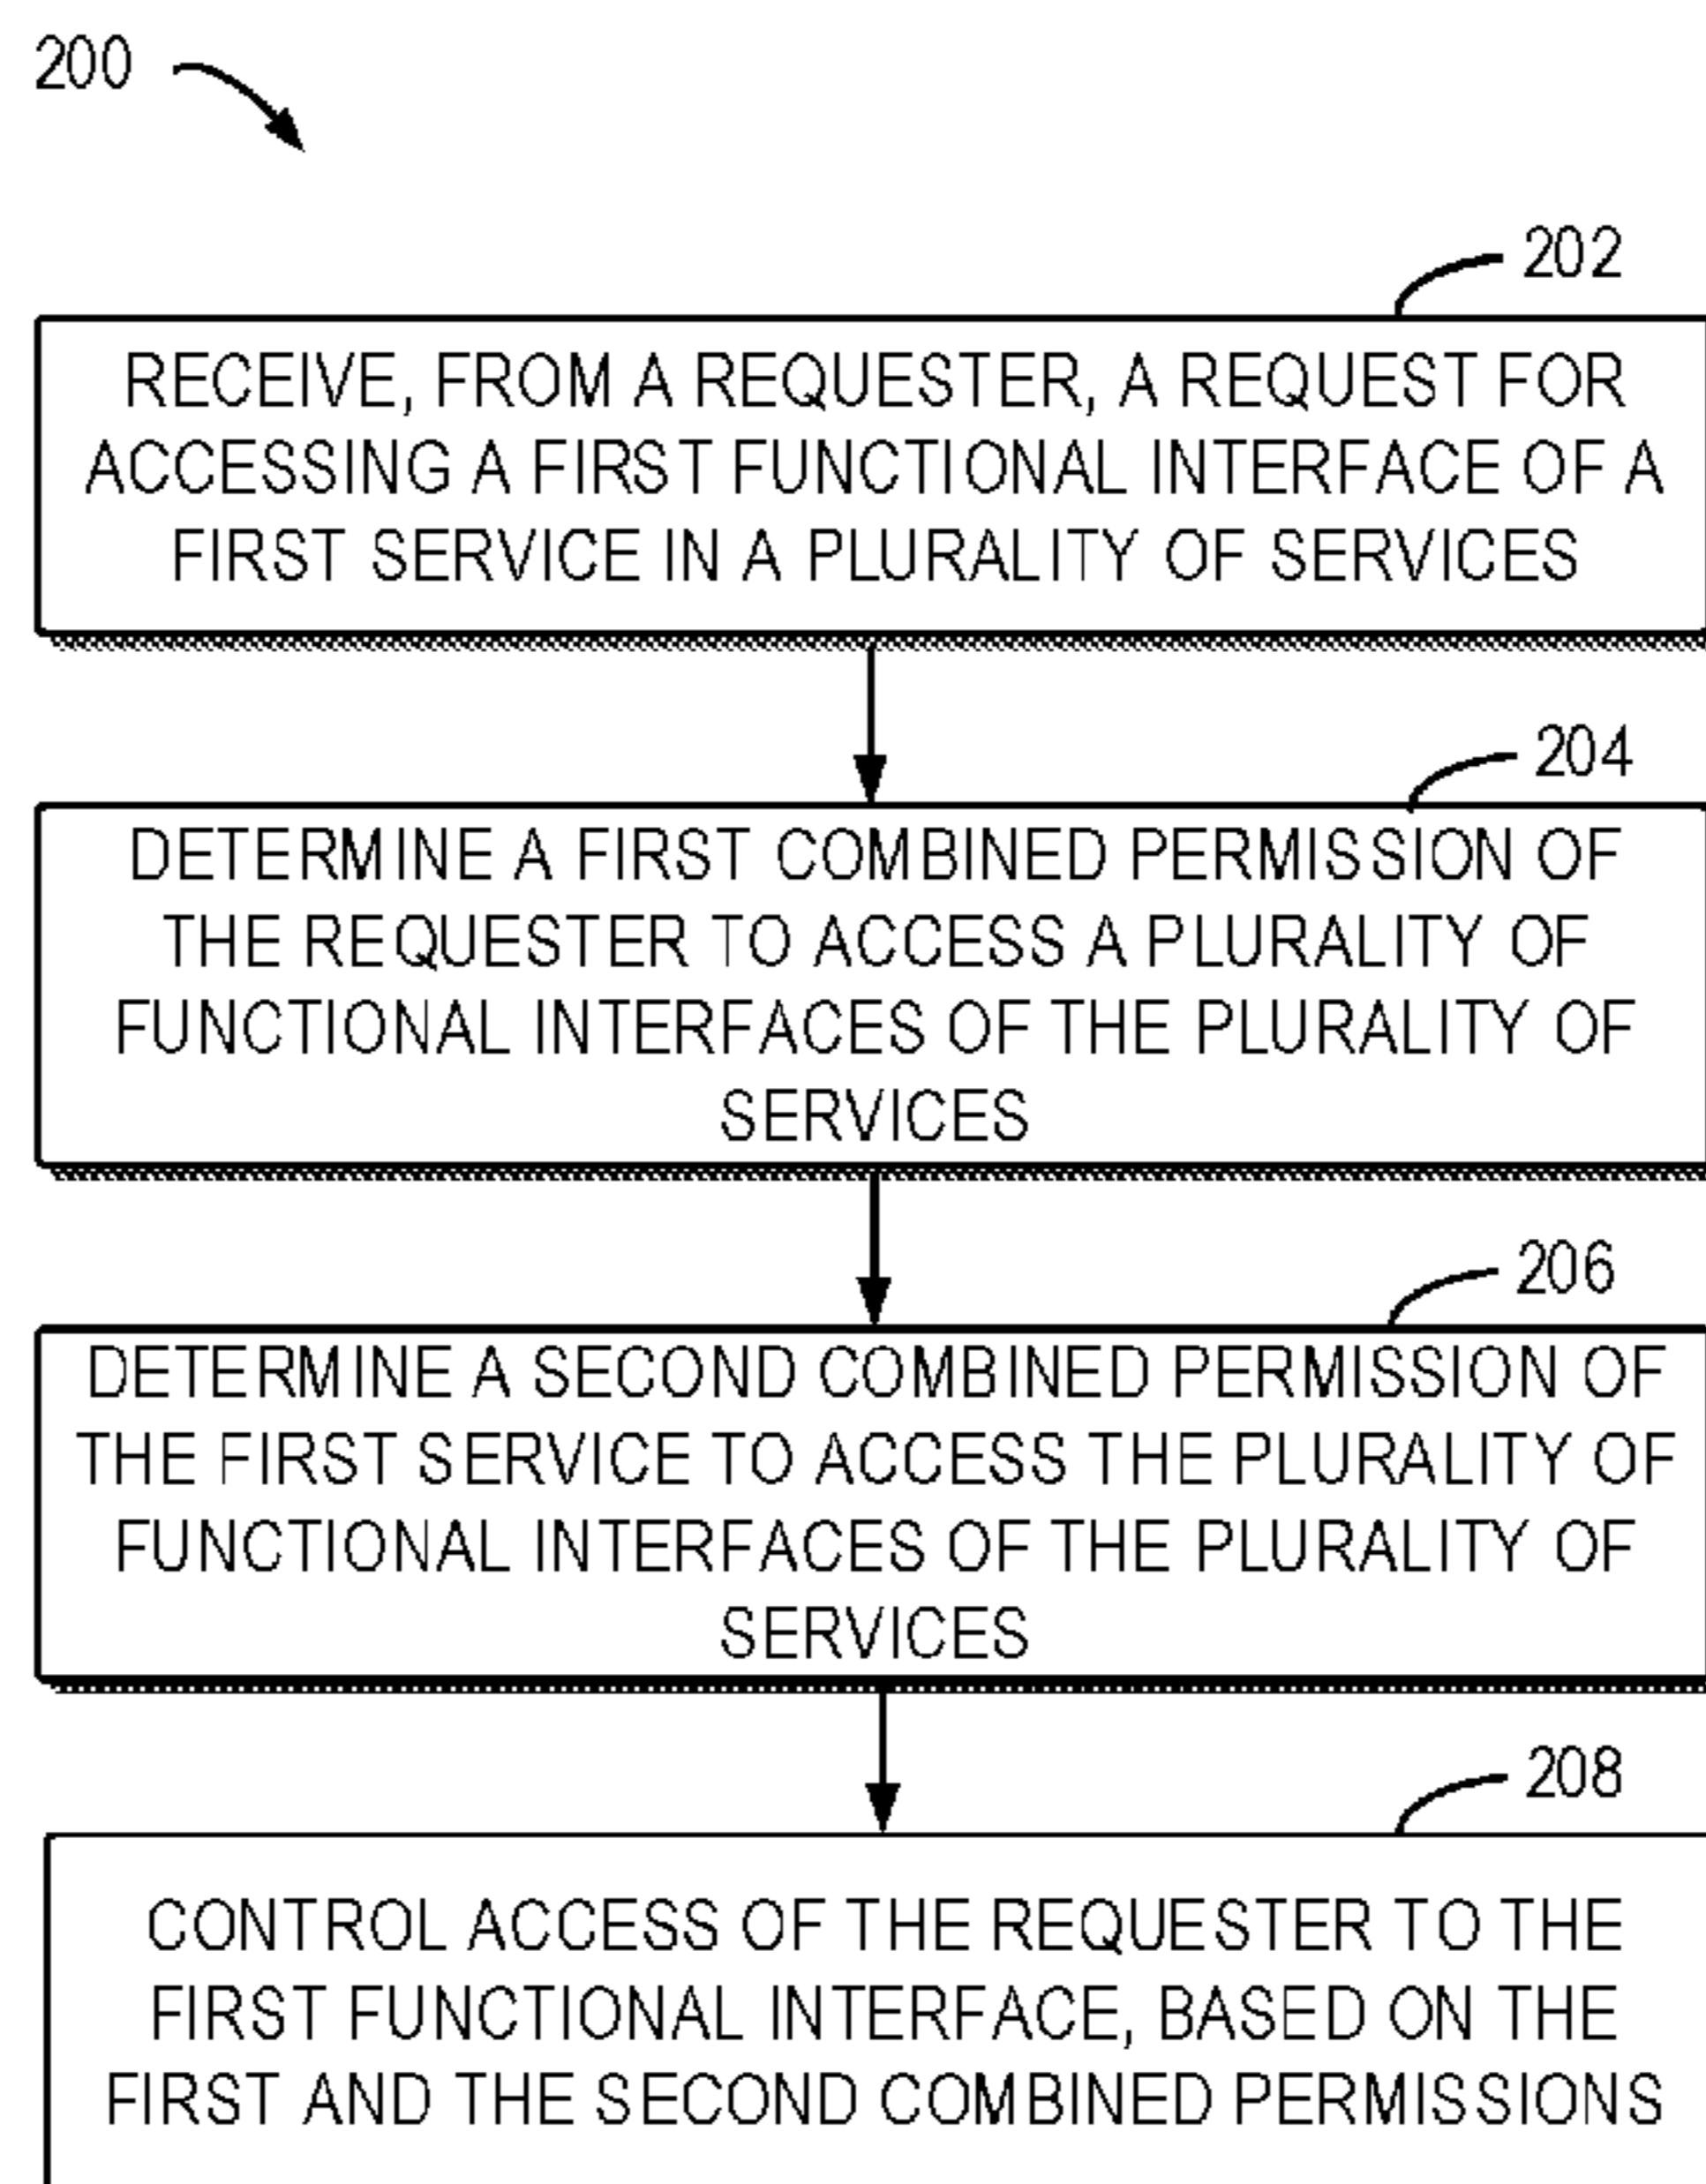 200
202
RECEIVE, FROM A REQUESTER, A REQUEST FOR
ACCESSING A FIRST FUNCTIONAL INTERFACE OF A
FIRST SERVICE IN A PLURALITY OF SERVICES
204
DETERMINE A FIRST COMBINED PERMISSION OF
THE REQUESTER TO ACCESS A PLURALITY OF
FUNCTIONAL INTERFACES OF THE PLURALITY OF
SERVICES
206
DETERMINE A SECOND COMBINED PERMISSION OF
THE FIRST SERVICE TO ACCESS THE PLURALITY OF
FUNCTIONAL INTERFACES OF THE PLURALITY OF
SERVICES
208
CONTROL ACCESS OF THE REQUESTER TO THE
FIRST FUNCTIONAL INTERFACE, BASED ON THE
FIRST AND THE SECOND COMBINED PERMISSIONS